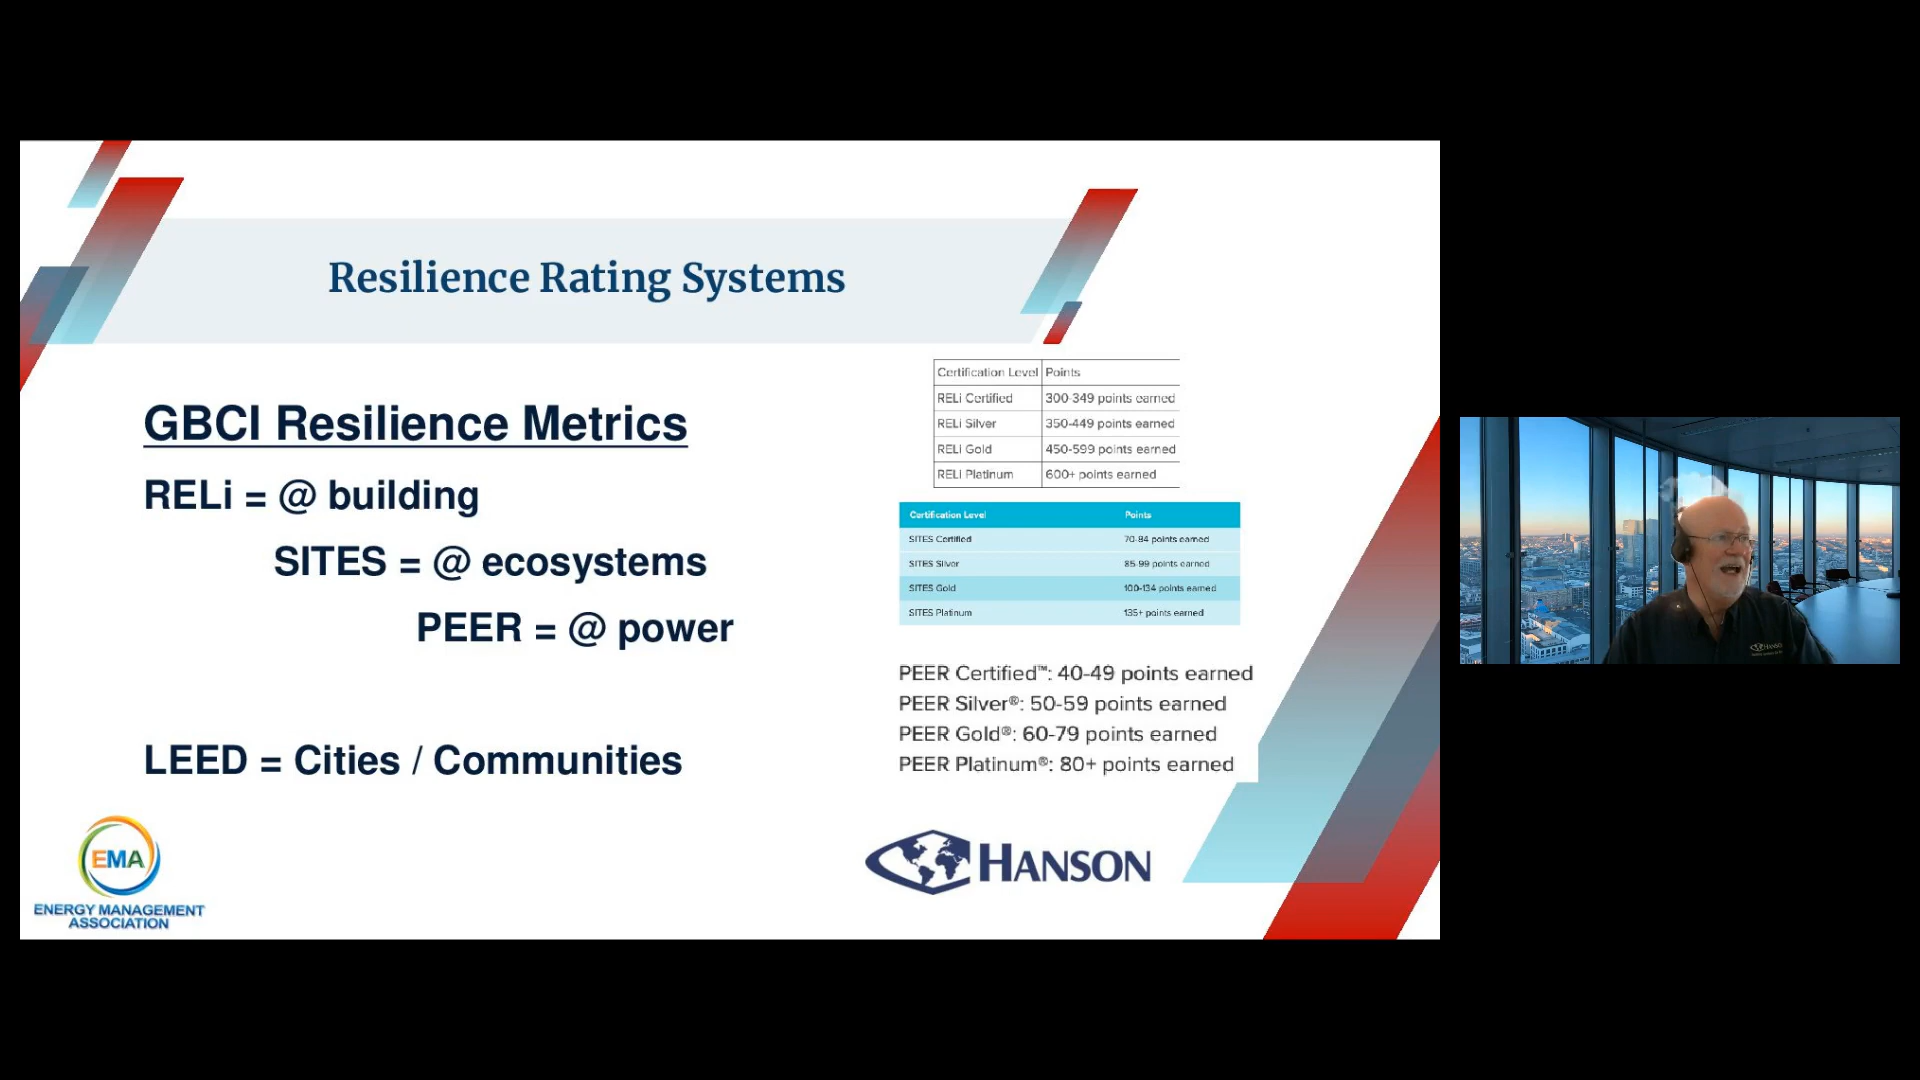 Resilience Rating Systems
GBCI Resilience Metrics
RELi = @ building
SITES = @ ecosystems
PEER = @ power
LEED = Cities / Communities
Certification Level Points
RELi Certified 300-349 points earned
RELi Silver 350-449 points earned
RELi Gold 450-599 points earned
RELi Platinum 600+ points earned
Certification Level Points
SITES Certified 70-84 points earned
SITES Silver 85-99 points earned
SITES Gold 100-134 points earned
SITES Platinum 135+ points earned
PEER Certified™: 40-49 points earned
PEER Silver®: 50-59 points earned
PEER Gold®: 60-79 points earned
PEER Platinum®: 80+ points earned
EMA
ENERGY MANAGEMENT
ASSOCIATION
HANSON
HANSON